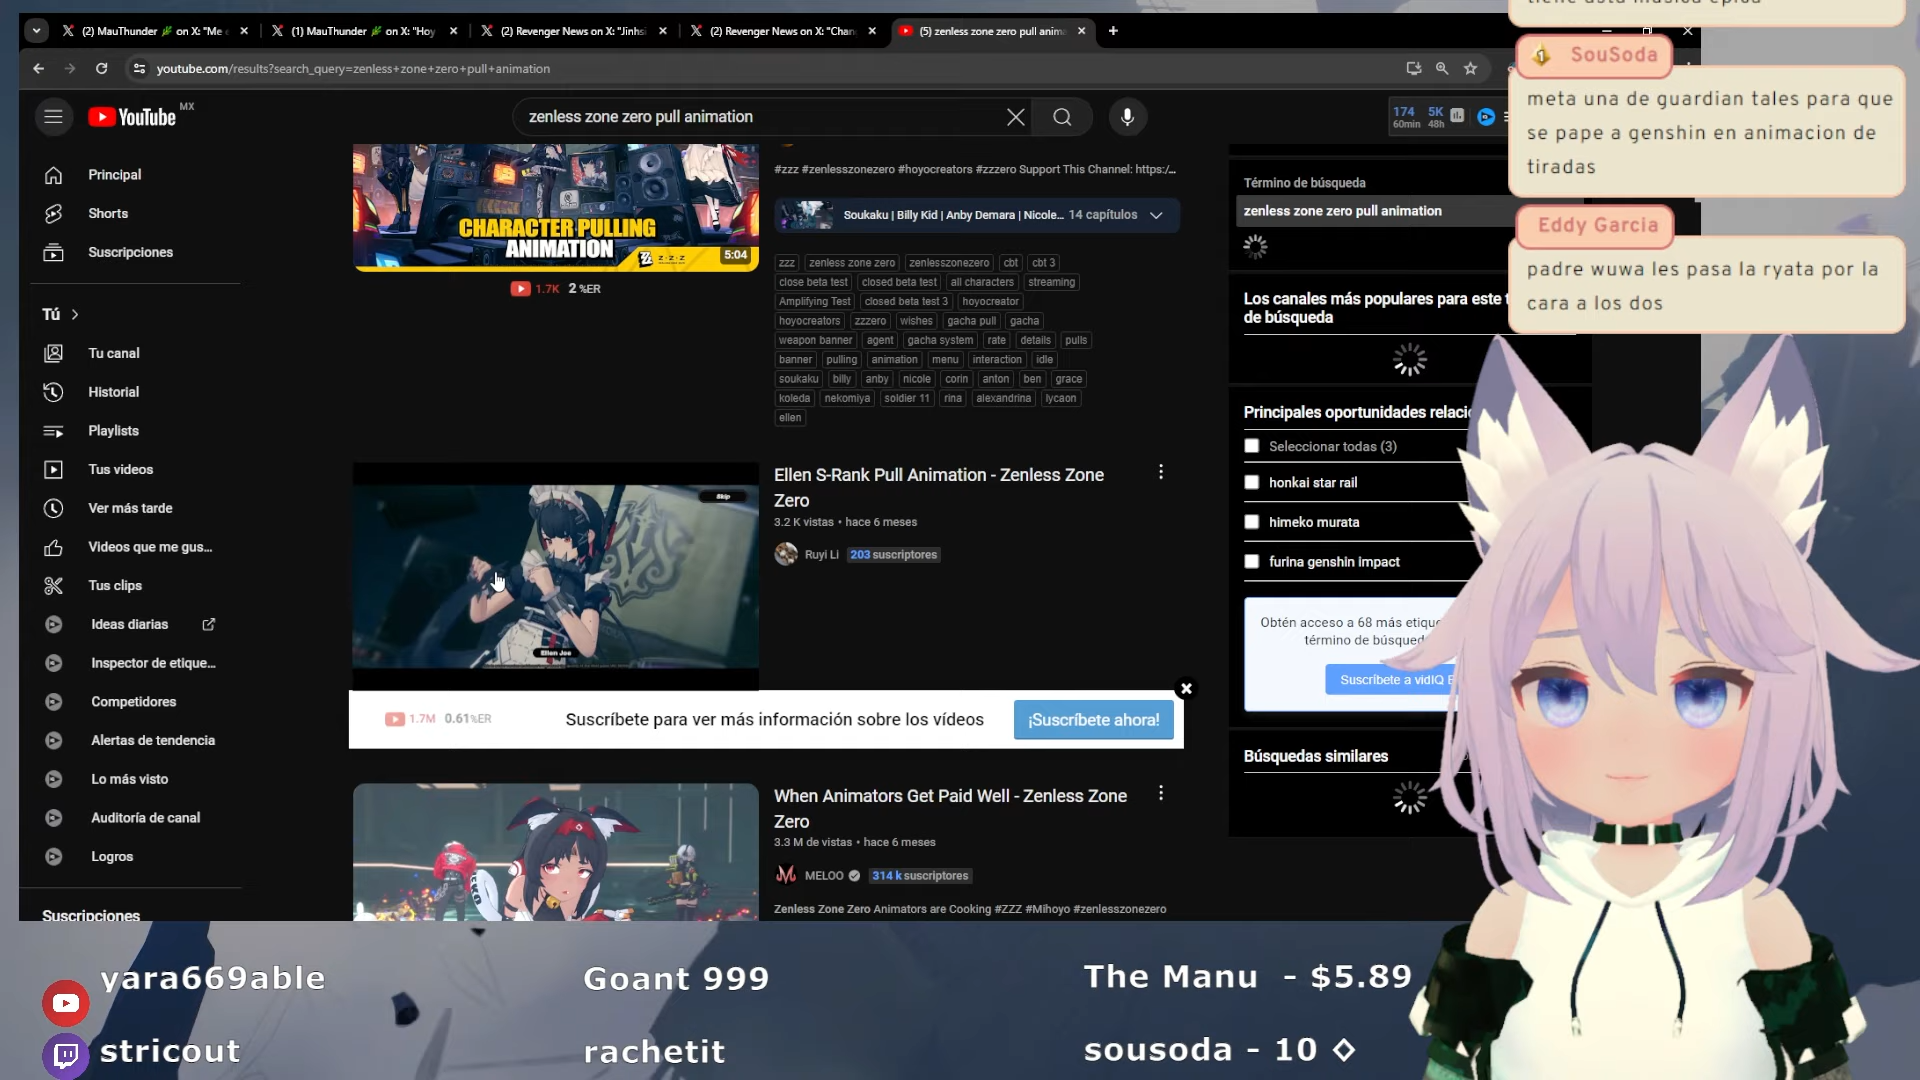 (2) MauThunder on X: "Me
(1) MauThunder on X: "Hoy
(2) Revenger News on X: "Jinhsi
(2) Revenger News on X: "Chan
(5) zenless zone zero pull anima
youtube.com/results?search_query=zenless+zone+zero+pull+animation
YouTube MX
zenless zone zero pull animation
174 5K
60min 48h
Principal
Shorts
Suscripciones
Tú
Tu canal
Historial
Playlists
Tus videos
Ver más tarde
Videos que me gus...
Tus clips
Ideas diarias
Inspector de etique...
Competidores
Alertas de tendencia
Lo más visto
Auditoría de canal
Logros
Suscripciones
CHARACTER PULLING
ANIMATION
Z-Z-Z
5:04
1.7K 2 %ER
#zzz #zenlesszonezero #hoyocreators #zzzero Support This Channel: https:/...
Soukaku | Billy Kid | Anby Demara | Nicole... 14 capítulos
zzz zenless zone zero zenlesszonezero cbt cbt 3
close beta test closed beta test all characters streaming
Amplifying Test closed beta test 3 hoyocreator
hoyocreators zzzero wishes gacha pull gacha
weapon banner agent gacha system rate details pulls
banner pulling animation menu interaction idle
soukaku billy anby nicole corin anton ben grace
koleda nekomiya soldier 11 rina alexandrina lycaon
ellen
Skip
Ellen Joe
Ellen S-Rank Pull Animation - Zenless Zone
Zero
3.2 K vistas • hace 6 meses
Ruyi Li 203 suscriptores
1.7M 0.61%ER
Suscríbete para ver más información sobre los vídeos
¡Suscríbete ahora!
When Animators Get Paid Well - Zenless Zone
Zero
3.3 M de vistas • hace 6 meses
MELOO 314 k suscriptores
Zenless Zone Zero Animators are Cooking #ZZZ #Mihoyo #zenlesszonezero
Término de búsqueda
zenless zone zero pull animation
Los canales más populares para este
de búsqueda
Principales oportunidades relaci
Seleccionar todas (3)
honkai star rail
himeko murata
furina genshin impact
Obtén acceso a 68 más etique
término de búsqued
Suscríbete a vidIQ B
Búsquedas similares
SouSoda
meta una de guardian tales para que
se pape a genshin en animacion de
tiradas
Eddy Garcia
padre wuwa les pasa la ryata por la
cara a los dos
yara669able
Goant 999
The Manu - $5.89
stricout
rachetit
sousoda - 10